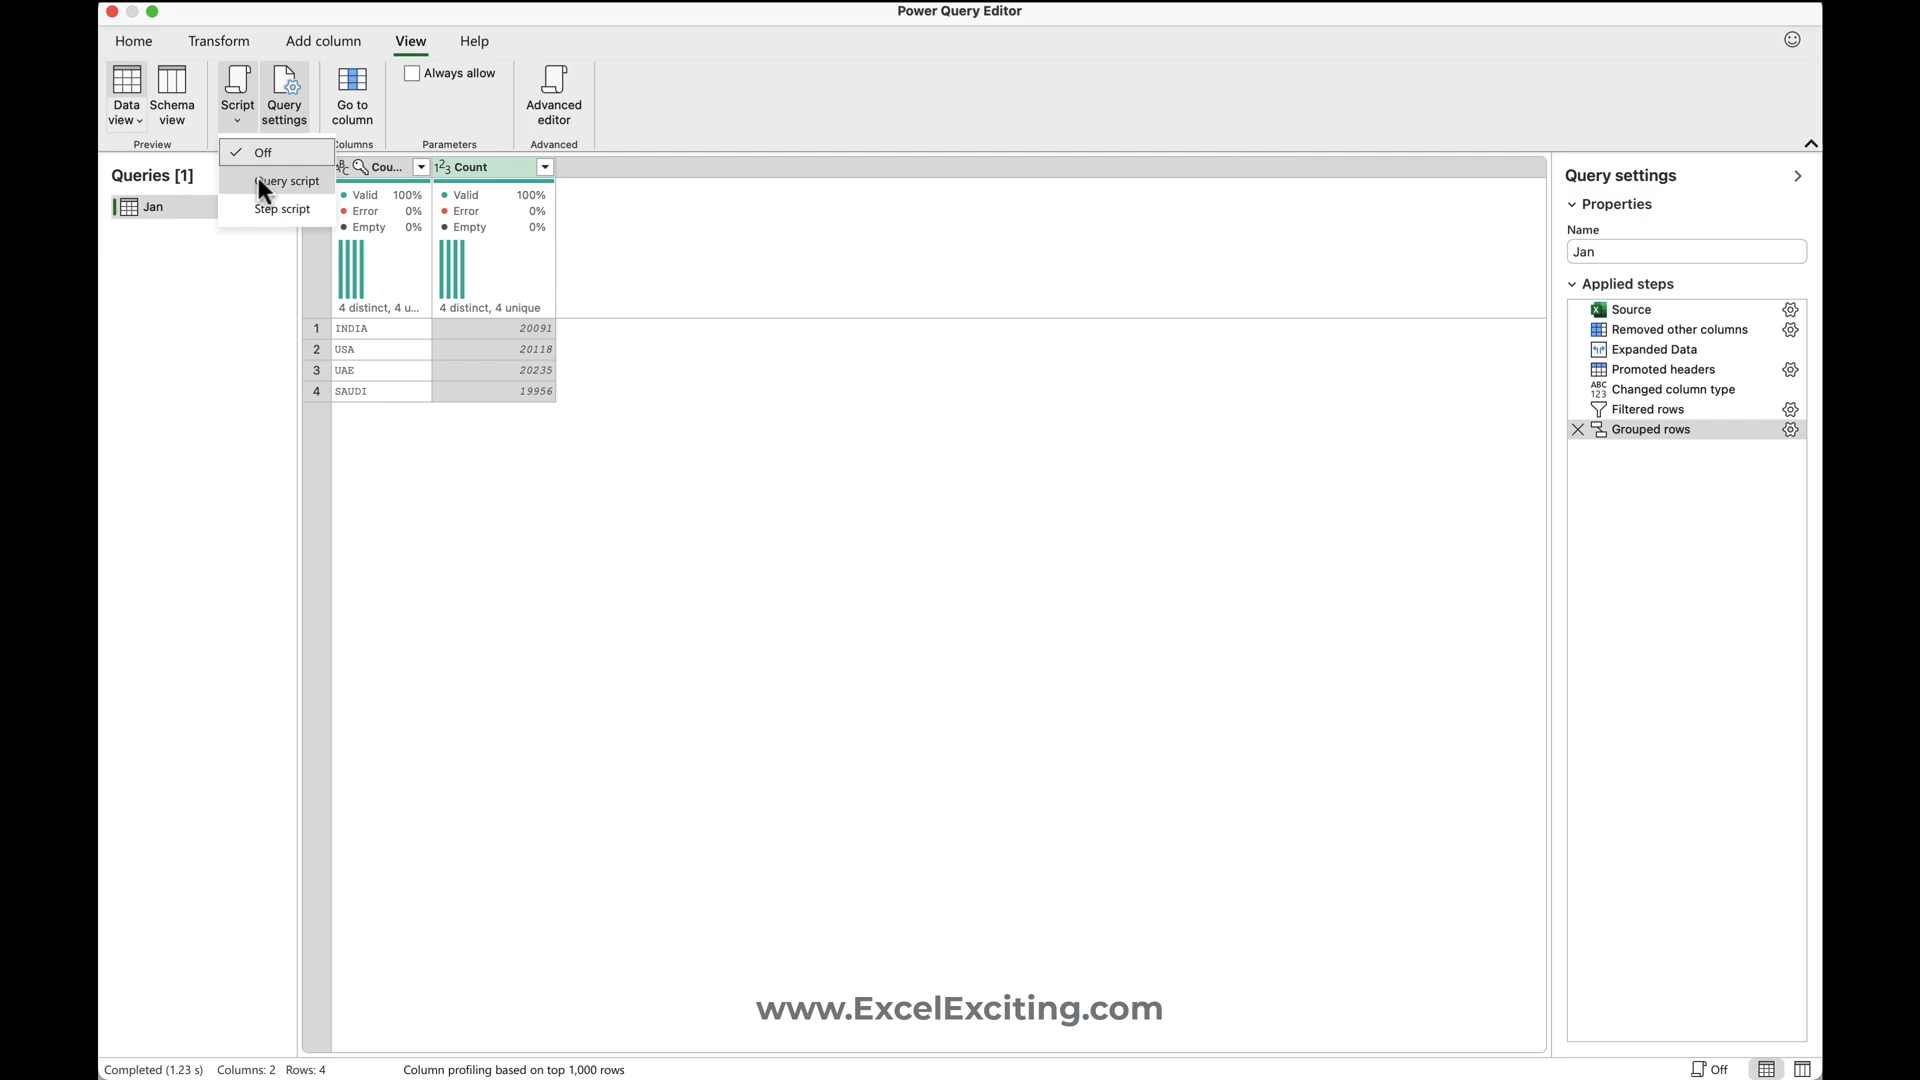 Power Query Editor
Home Transform Add column View Help
Data view
Schema view
Script
Query settings
Go to column
Always allow
Advanced editor
Preview
Parameters
Advanced
Off
Query script
Step script
Queries [1]
Jan
Cou...
123 Count
Valid 100%
Error 0%
Empty 0%
4 distinct, 4 u...
Valid 100%
Error 0%
Empty 0%
4 distinct, 4 unique
1 INDIA 20091
2 USA 20118
3 UAE 20235
4 SAUDI 19956
Query settings
Properties
Name
Jan
Applied steps
Source
Removed other columns
Expanded Data
Promoted headers
ABC 123 Changed column type
Filtered rows
Grouped rows
www.ExcelExciting.com
Completed (1.23 s) Columns: 2 Rows: 4 Column profiling based on top 1,000 rows Off